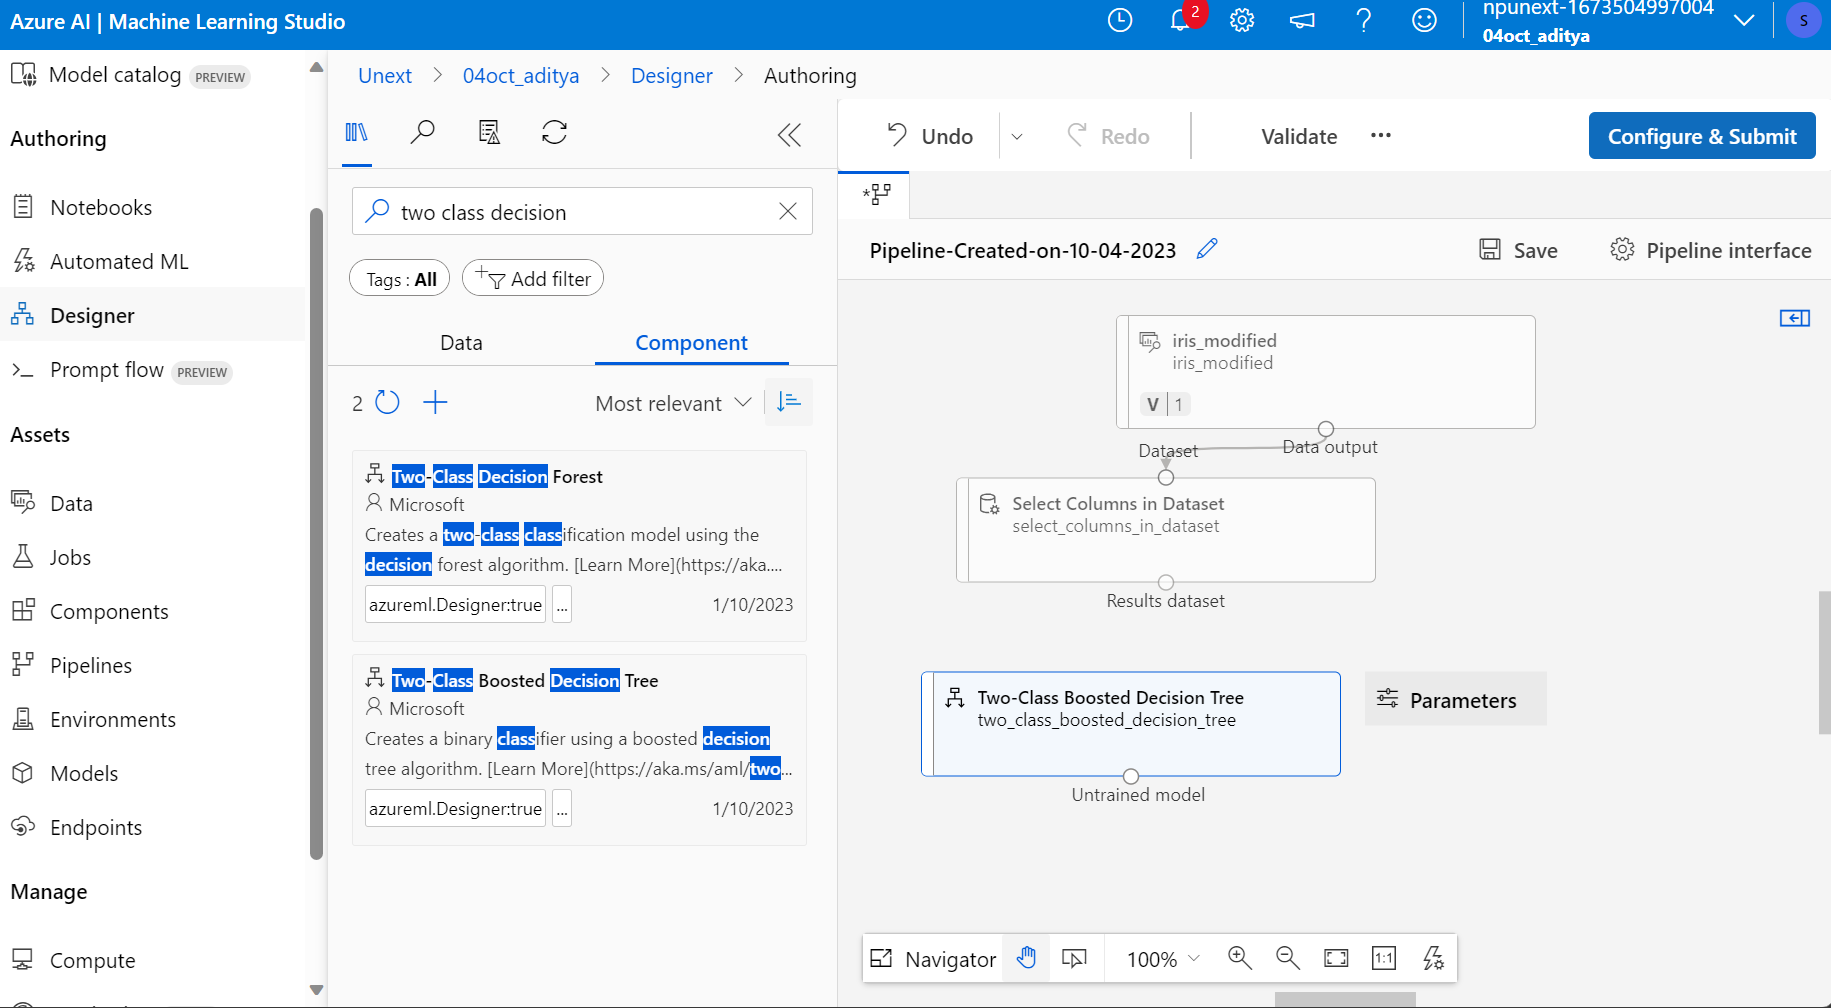 Azure AI | Machine Learning Studio
2
npunext-1673504997004
04oct_aditya
S
Model catalog PREVIEW
Authoring
Notebooks
Automated ML
Designer
Prompt flow PREVIEW
Assets
Data
Jobs
Components
Pipelines
Environments
Models
Endpoints
Manage
Compute
Unext > 04oct_aditya > Designer > Authoring
two class decision
Tags : All
Add filter
Data
Component
2
Most relevant
Two-Class Decision Forest
Microsoft
Creates a two-class classification model using the
decision forest algorithm. [Learn More](https://aka....
azureml.Designer:true
...
1/10/2023
Two-Class Boosted Decision Tree
Microsoft
Creates a binary classifier using a boosted decision
tree algorithm. [Learn More](https://aka.ms/aml/two...
azureml.Designer:true
...
1/10/2023
Undo
Redo
Validate
...
Configure & Submit
Pipeline-Created-on-10-04-2023
Save
Pipeline interface
iris_modified
iris_modified
V | 1
Dataset
Data output
Select Columns in Dataset
select_columns_in_dataset
Results dataset
Two-Class Boosted Decision Tree
two_class_boosted_decision_tree
Parameters
Untrained model
Navigator
100%
1:1